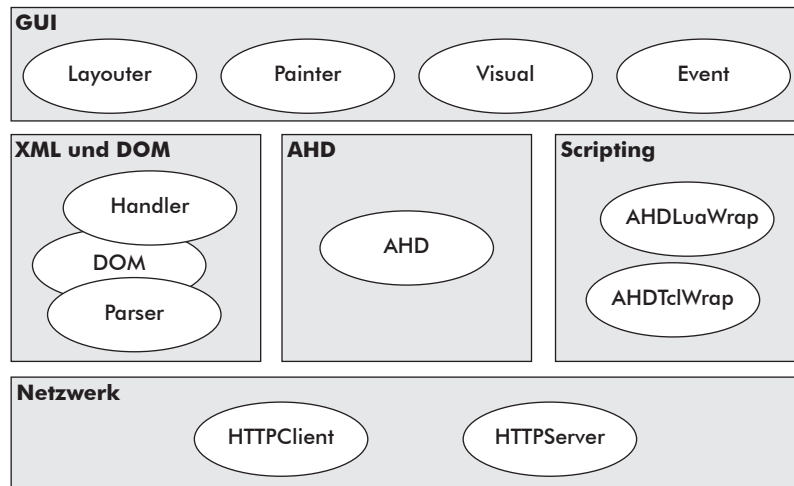 GUI
Layouter
Painter
Visual
Event
XML und DOM
Handler
DOM
Parser
AHD
AHD
Scripting
AHDLuaWrap
AHDTclWrap
Netzwerk
HTTPClient
HTTPServer